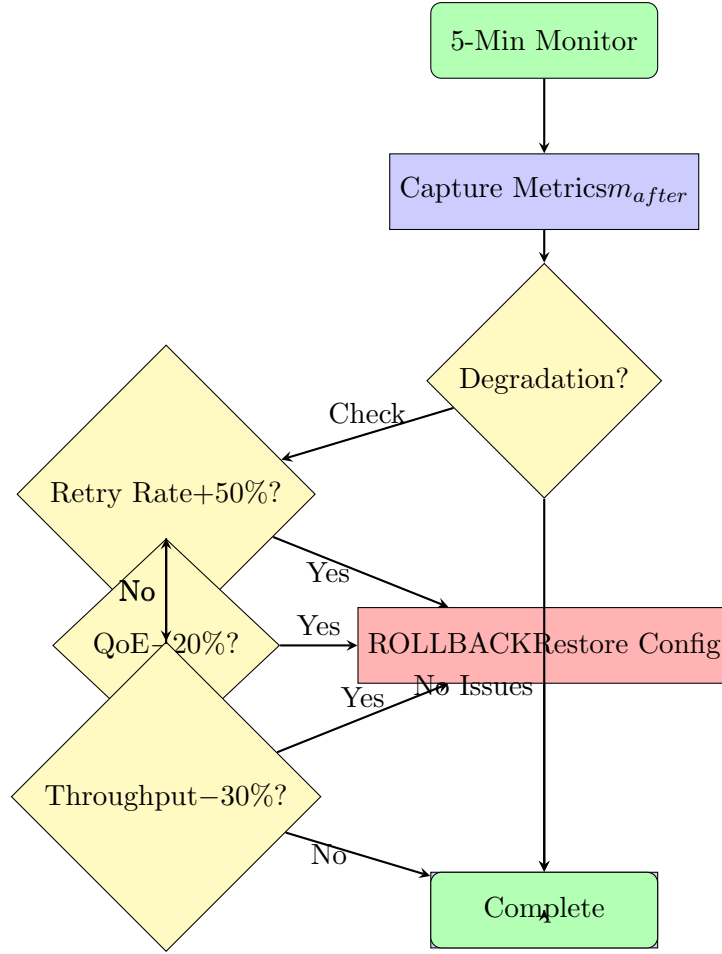 5-Min Monitor
Capture Metricsm_after
Degradation?
Check
Retry Rate+50%?
Yes
No
QoE−20%?
Yes
ROLLBACKRestore Config
No Issues
Yes
Throughput−30%?
No
Complete